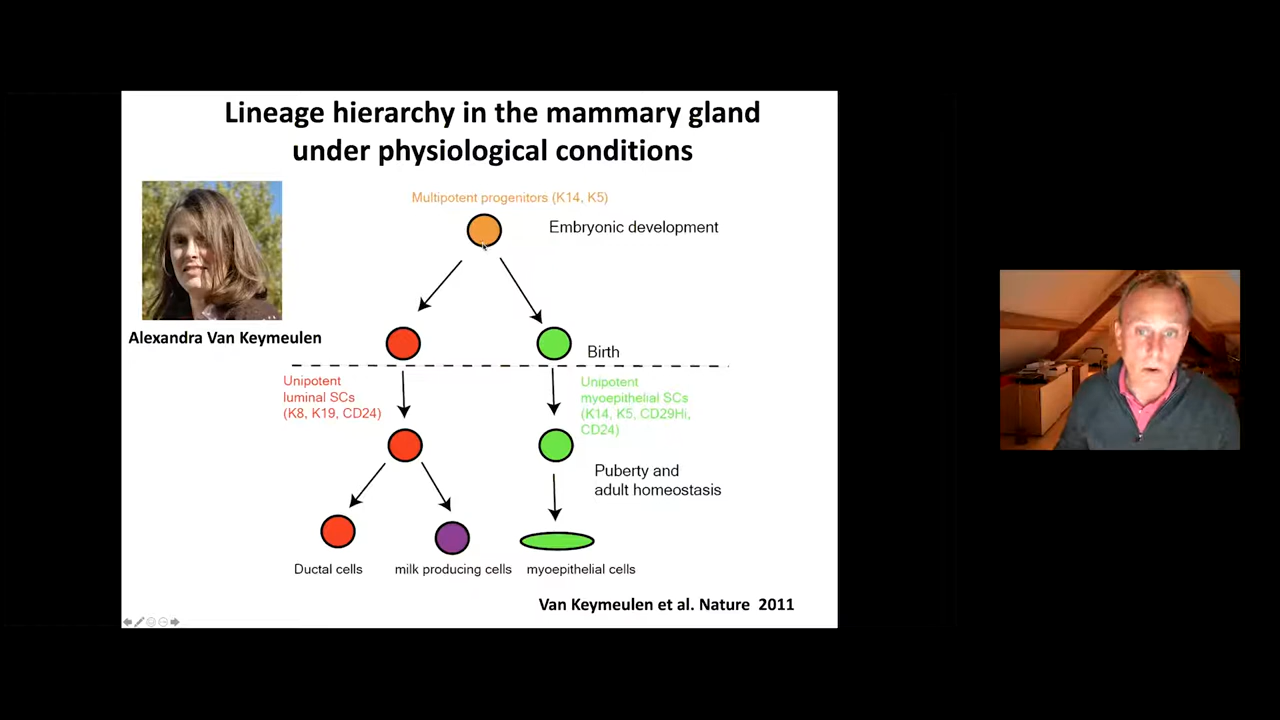 Lineage hierarchy in the mammary gland
under physiological conditions
Multipotent progenitors (K14, K5)
Embryonic development
Alexandra Van Keymeulen
Birth
Unipotent
luminal SCs
(K8, K19, CD24)
Unipotent
myoepithelial SCs
(K14, K5, CD29Hi,
CD24)
Puberty and
adult homeostasis
Ductal cells
milk producing cells
myoepithelial cells
Van Keymeulen et al. Nature 2011